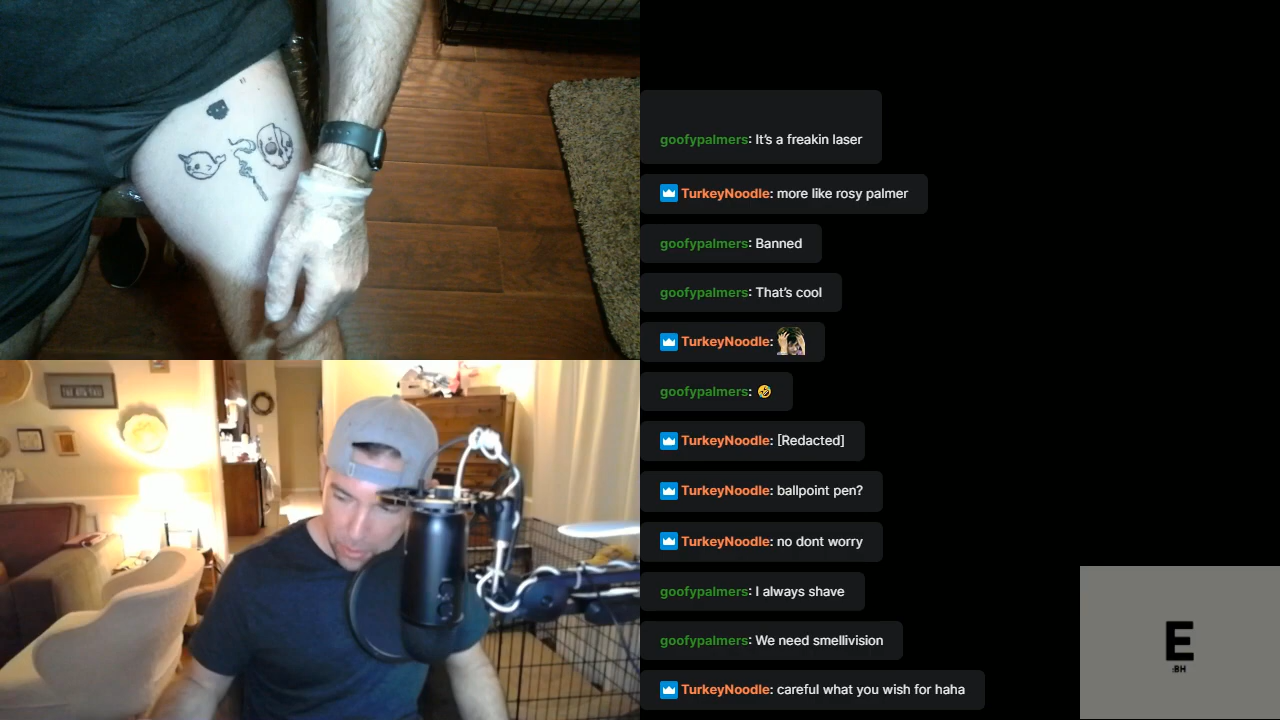 goofypalmers: It's a freakin laser
TurkeyNoodle: more like rosy palmer
goofypalmers: Banned
goofypalmers: That's cool
TurkeyNoodle:
goofypalmers: 🤣
TurkeyNoodle: [Redacted]
TurkeyNoodle: ballpoint pen?
TurkeyNoodle: no dont worry
goofypalmers: I always shave
goofypalmers: We need smellivision
TurkeyNoodle: careful what you wish for haha
E
:BH